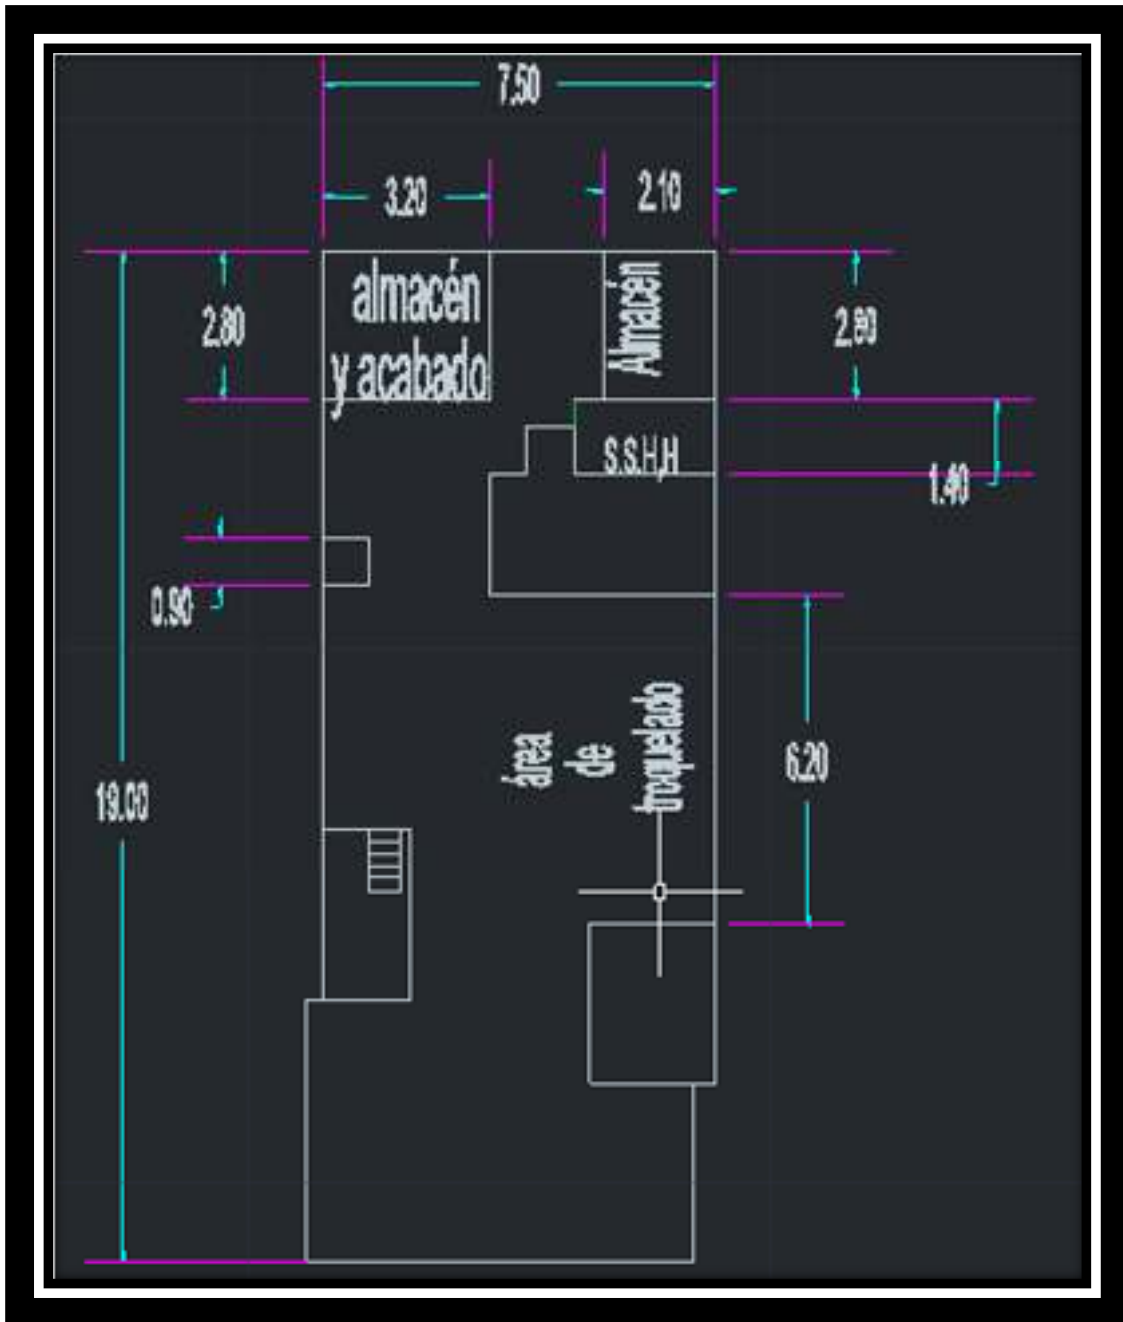 7.50
3.20
2.10
almacén
y acabado
Almacén
2.80
2.80
S.S.H,H
1.40
0.90
área
de
troquelado
6.20
19.00